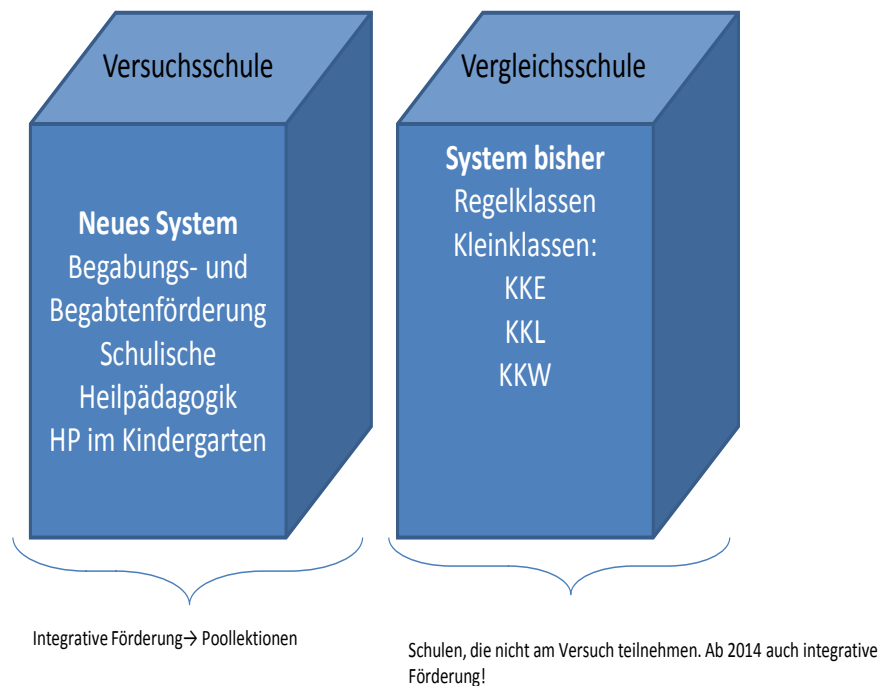 Versuchsschule
Neues System
Begabungs- und
Begabtenförderung
Schulische
Heilpädagogik
HP im Kindergarten
Integrative Förderung→ Poollektionen
Vergleichsschule
System bisher
Regelklassen
Kleinklassen:
KKE
KKL
KKW
Schulen, die nicht am Versuch teilnehmen. Ab 2014 auch integrative
Förderung!